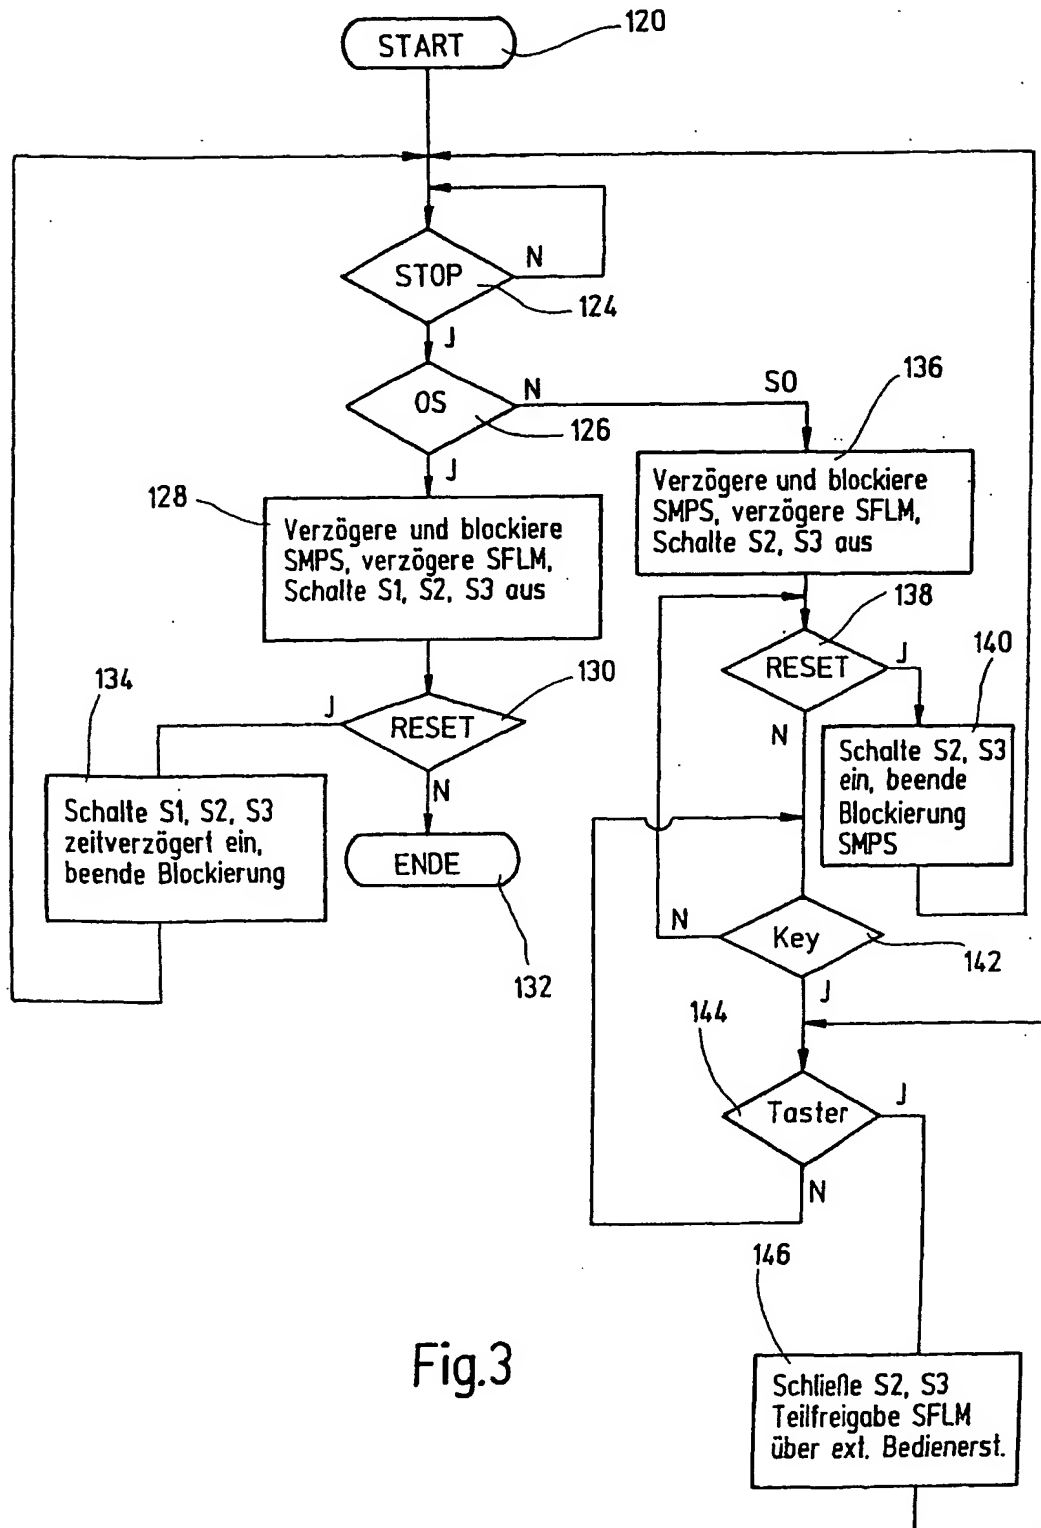 START
120
STOP
N
124
J
OS
N
SO
126
J
136
Verzögere und blockiere
SMPS, verzögere SFLM,
Schalte S2, S3 aus
128
Verzögere und blockiere
SMPS, verzögere SFLM,
Schalte S1, S2, S3 aus
138
RESET
J
N
140
Schalte S2, S3
ein, beende
Blockierung
SMPS
134
J
RESET
130
N
Schalte S1, S2, S3
zeitverzögert ein,
beende Blockierung
ENDE
132
N
Key
142
J
144
Taster
J
N
146
Schließe S2, S3
Teilfreigabe SFLM
über ext. Bedienerst.
Fig.3